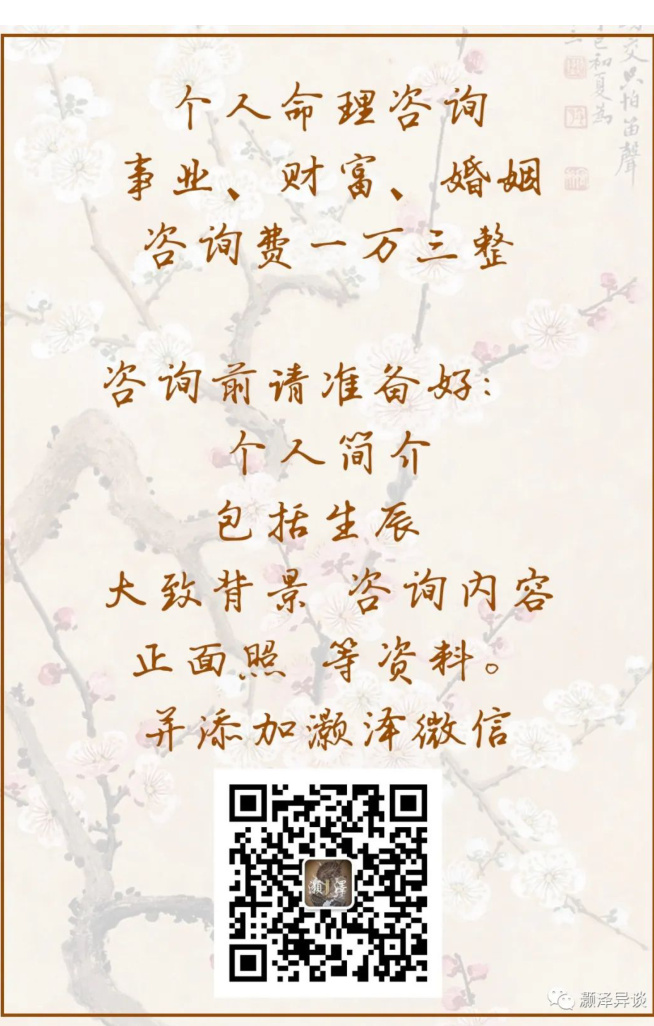 个人命理咨询
事业、财富、婚姻
咨询费一万三整
咨询前请准备好:
个人简介
包括生辰
大致背景 咨询内容
正面照 等资料。
并添加灏泽微信
灏泽
灏泽异谈